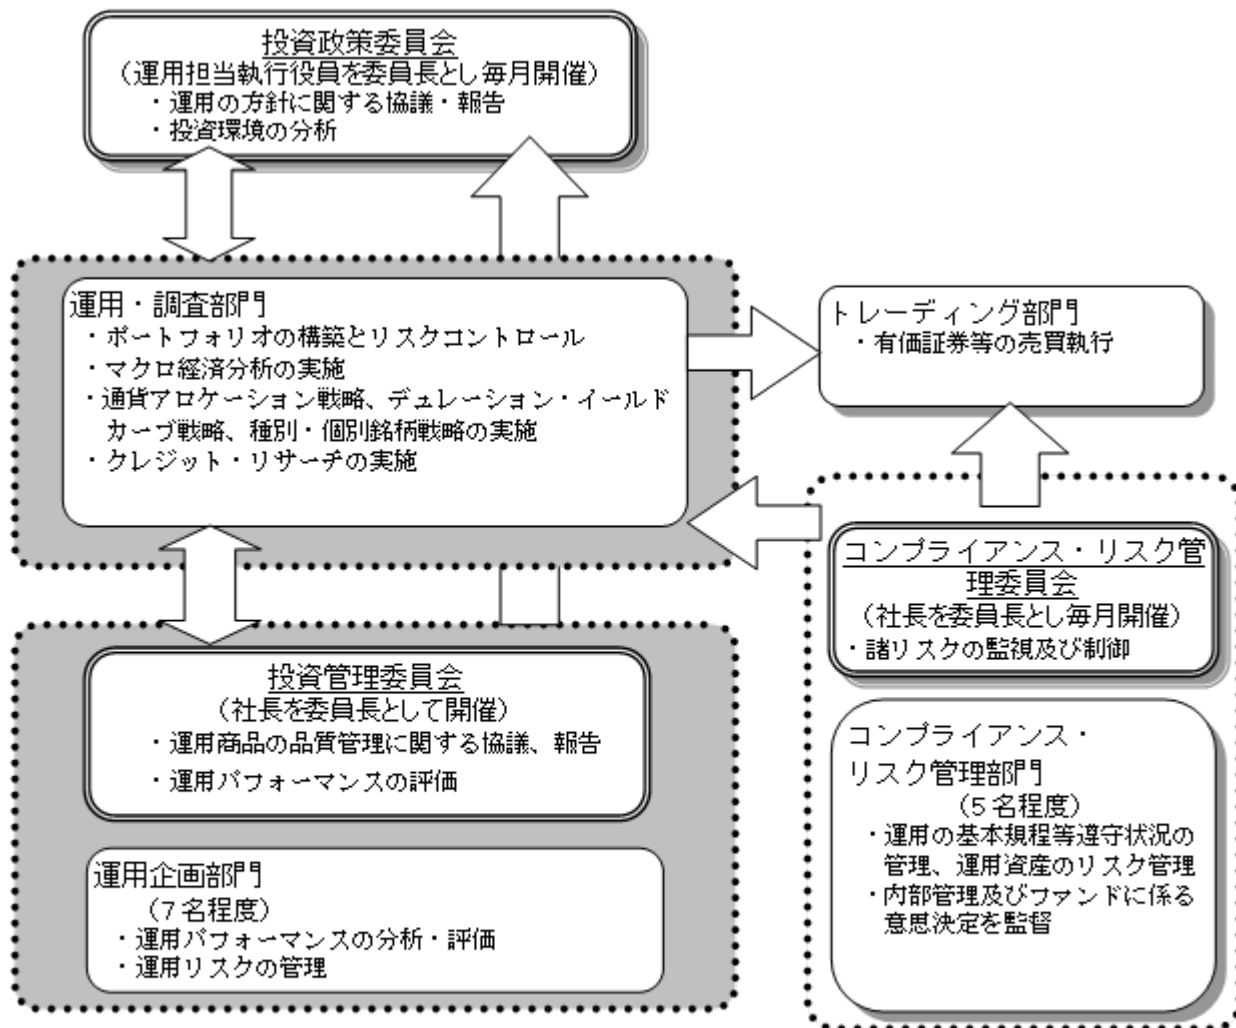 投資政策委員会
（運用担当執行役員を委員長とし毎月開催）
・運用の方針に関する協議・報告
・投資環境の分析
運用・調査部門
・ポートフォリオの構築とリスクコントロール
・マクロ経済分析の実施
・通貨アロケーション戦略、デュレーション・イールド
カーブ戦略、種別・個別銘柄戦略の実施
・クレジット・リサーチの実施
トレーディング部門
・有価証券等の売買執行
投資管理委員会
（社長を委員長として開催）
・運用商品の品質管理に関する協議、報告
・運用パフォーマンスの評価
運用企画部門
（７名程度）
・運用パフォーマンスの分析・評価
・運用リスクの管理
コンプライアンス・リスク管
理委員会
（社長を委員長とし毎月開催）
・諸リスクの監視及び制御
コンプライアンス・
リスク管理部門
（５名程度）
・運用の基本規程等遵守状況の
管理、運用資産のリスク管理
・内部管理及びファンドに係る
意思決定を監督